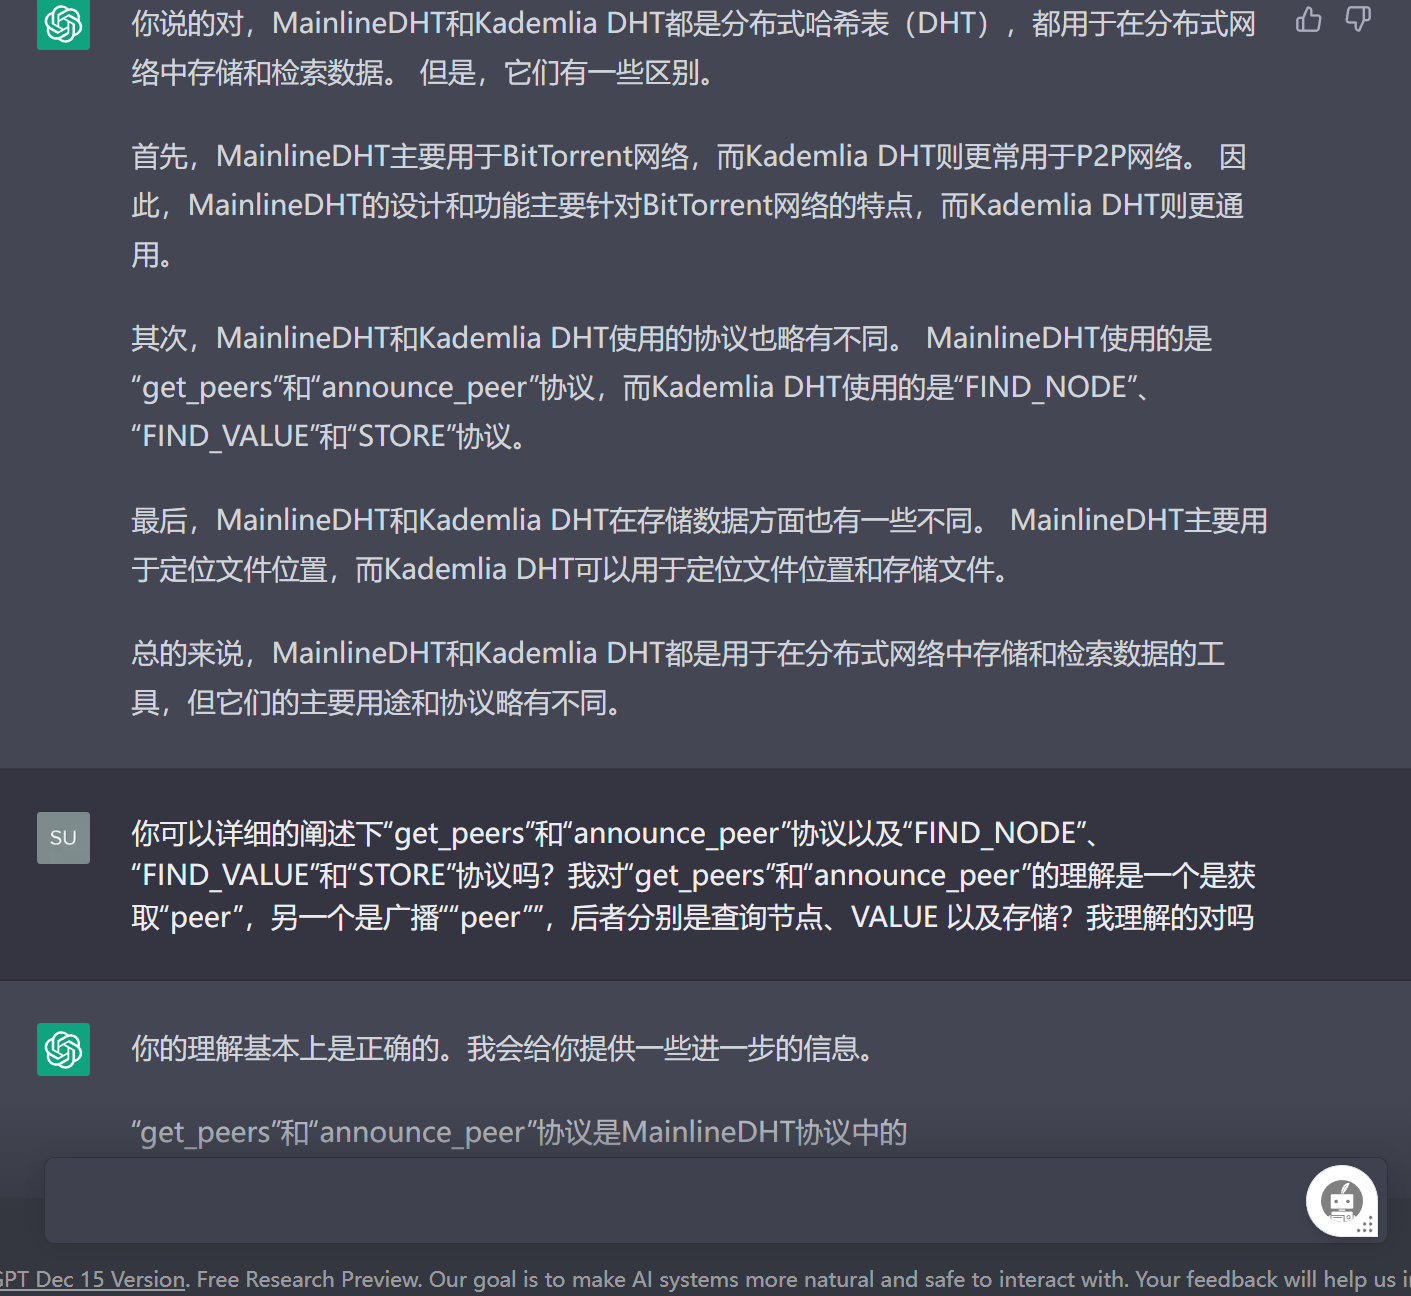 你说的对，MainlineDHT和Kademlia DHT都是分布式哈希表（DHT），都用于在分布式网
络中存储和检索数据。 但是，它们有一些区别。
首先，MainlineDHT主要用于BitTorrent网络，而Kademlia DHT则更常用于P2P网络。 因
此，MainlineDHT的设计和功能主要针对BitTorrent网络的特点，而Kademlia DHT则更通
用。
其次，MainlineDHT和Kademlia DHT使用的协议也略有不同。 MainlineDHT使用的是
“get_peers”和“announce_peer”协议，而Kademlia DHT使用的是“FIND_NODE”、
“FIND_VALUE”和“STORE”协议。
最后，MainlineDHT和Kademlia DHT在存储数据方面也有一些不同。 MainlineDHT主要用
于定位文件位置，而Kademlia DHT可以用于定位文件位置和存储文件。
总的来说，MainlineDHT和Kademlia DHT都是用于在分布式网络中存储和检索数据的工
具，但它们的主要用途和协议略有不同。
SU
你可以详细的阐述下“get_peers”和“announce_peer”协议以及“FIND_NODE”、
“FIND_VALUE”和“STORE”协议吗？我对“get_peers”和“announce_peer”的理解是一个是获
取“peer”，另一个是广播““peer””，后者分别是查询节点、VALUE 以及存储？我理解的对吗
你的理解基本上是正确的。我会给你提供一些进一步的信息。
“get_peers”和“announce_peer”协议是MainlineDHT协议中的
GPT Dec 15 Version. Free Research Preview. Our goal is to make AI systems more natural and safe to interact with. Your feedback will help us